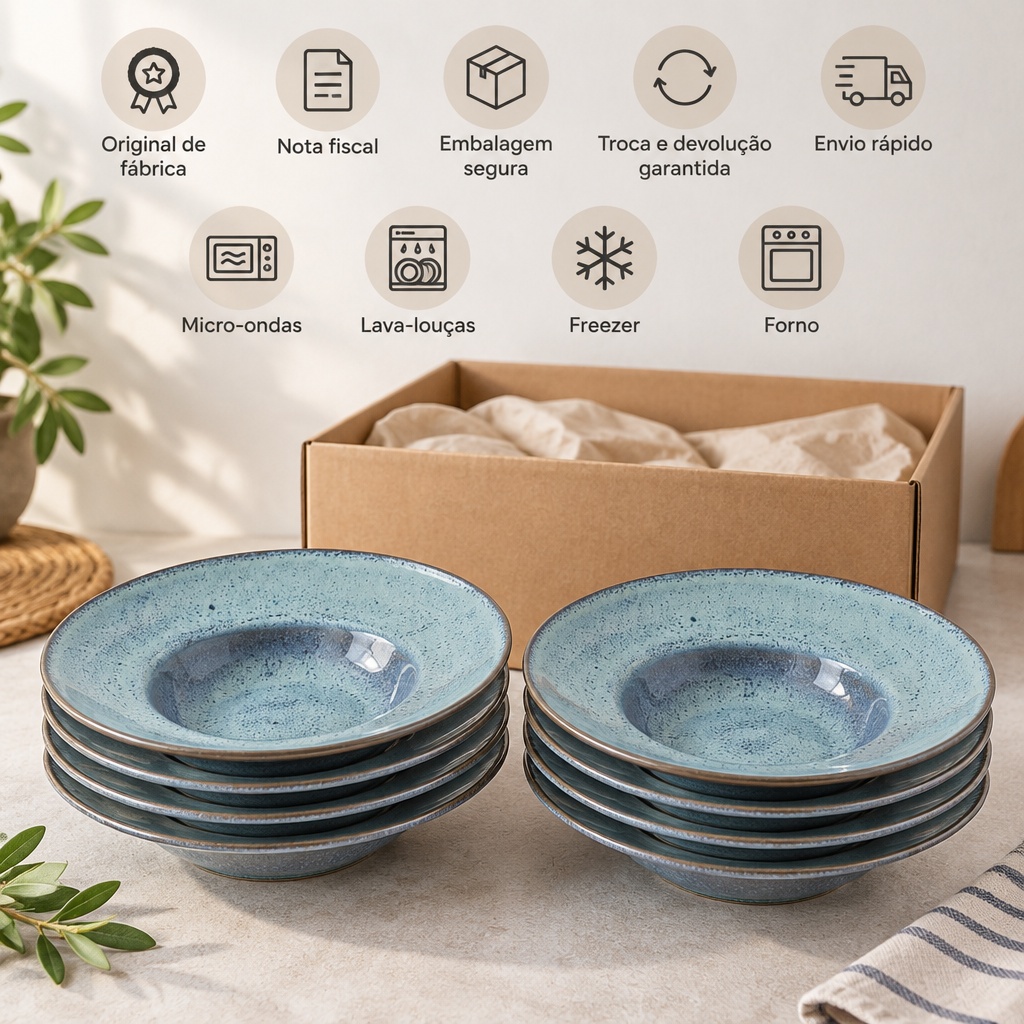 Original de
fábrica
Nota fiscal
Embalagem
segura
Troca e devolução
garantida
Envio rápido
Micro-ondas
Lava-louças
Freezer
Forno